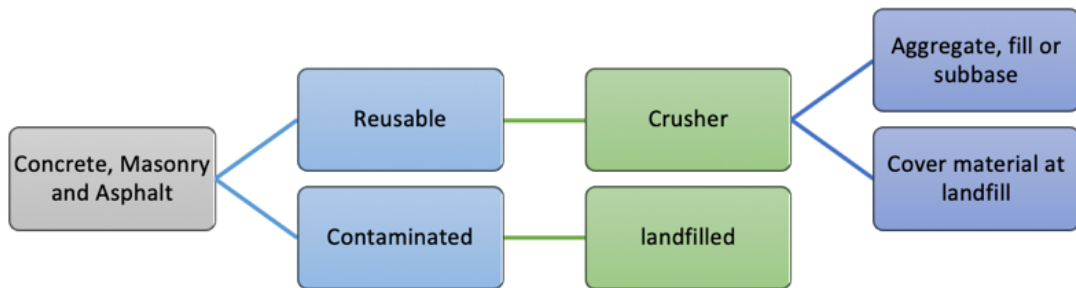 Concrete, Masonry
and Asphalt
Reusable
Contaminated
Crusher
landfilled
Aggregate, fill or
subbase
Cover material at
landfill